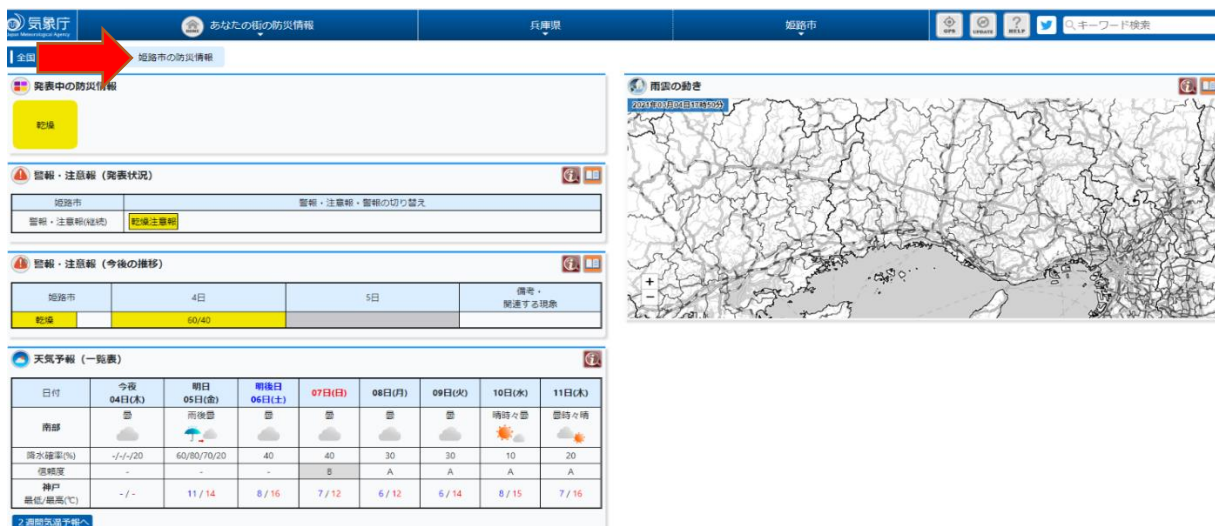 気象庁
Japan Meteorological Agency
あなたの街の防災情報
兵庫県
姫路市
GPS
UPDATE
HELP
キーワード検索
全国
姫路市の防災情報
発表中の防災情報
乾燥
警報・注意報（発表状況）
姫路市 警報・注意報・警報の切り替え
警報・注意報(継続) 乾燥注意報
警報・注意報（今後の推移）
姫路市 4日 5日 備考・関連する現象
乾燥 60/40
天気予報（一覧表）
日付 今夜 04日(木) 明日 05日(金) 明後日 06日(土) 07日(日) 08日(月) 09日(火) 10日(水) 11日(木)
南部 曇 雨後曇 曇 曇 曇 曇 晴時々曇 曇時々晴
降水確率(%) -/-/-/20 60/80/70/20 40 40 30 30 10 20
信頼度 - - - B A A A A
神戸 最低/最高(℃) - / - 11 / 14 8 / 16 7 / 12 6 / 12 6 / 14 8 / 15 7 / 16
２週間気温予報へ
雨雲の動き
+
−